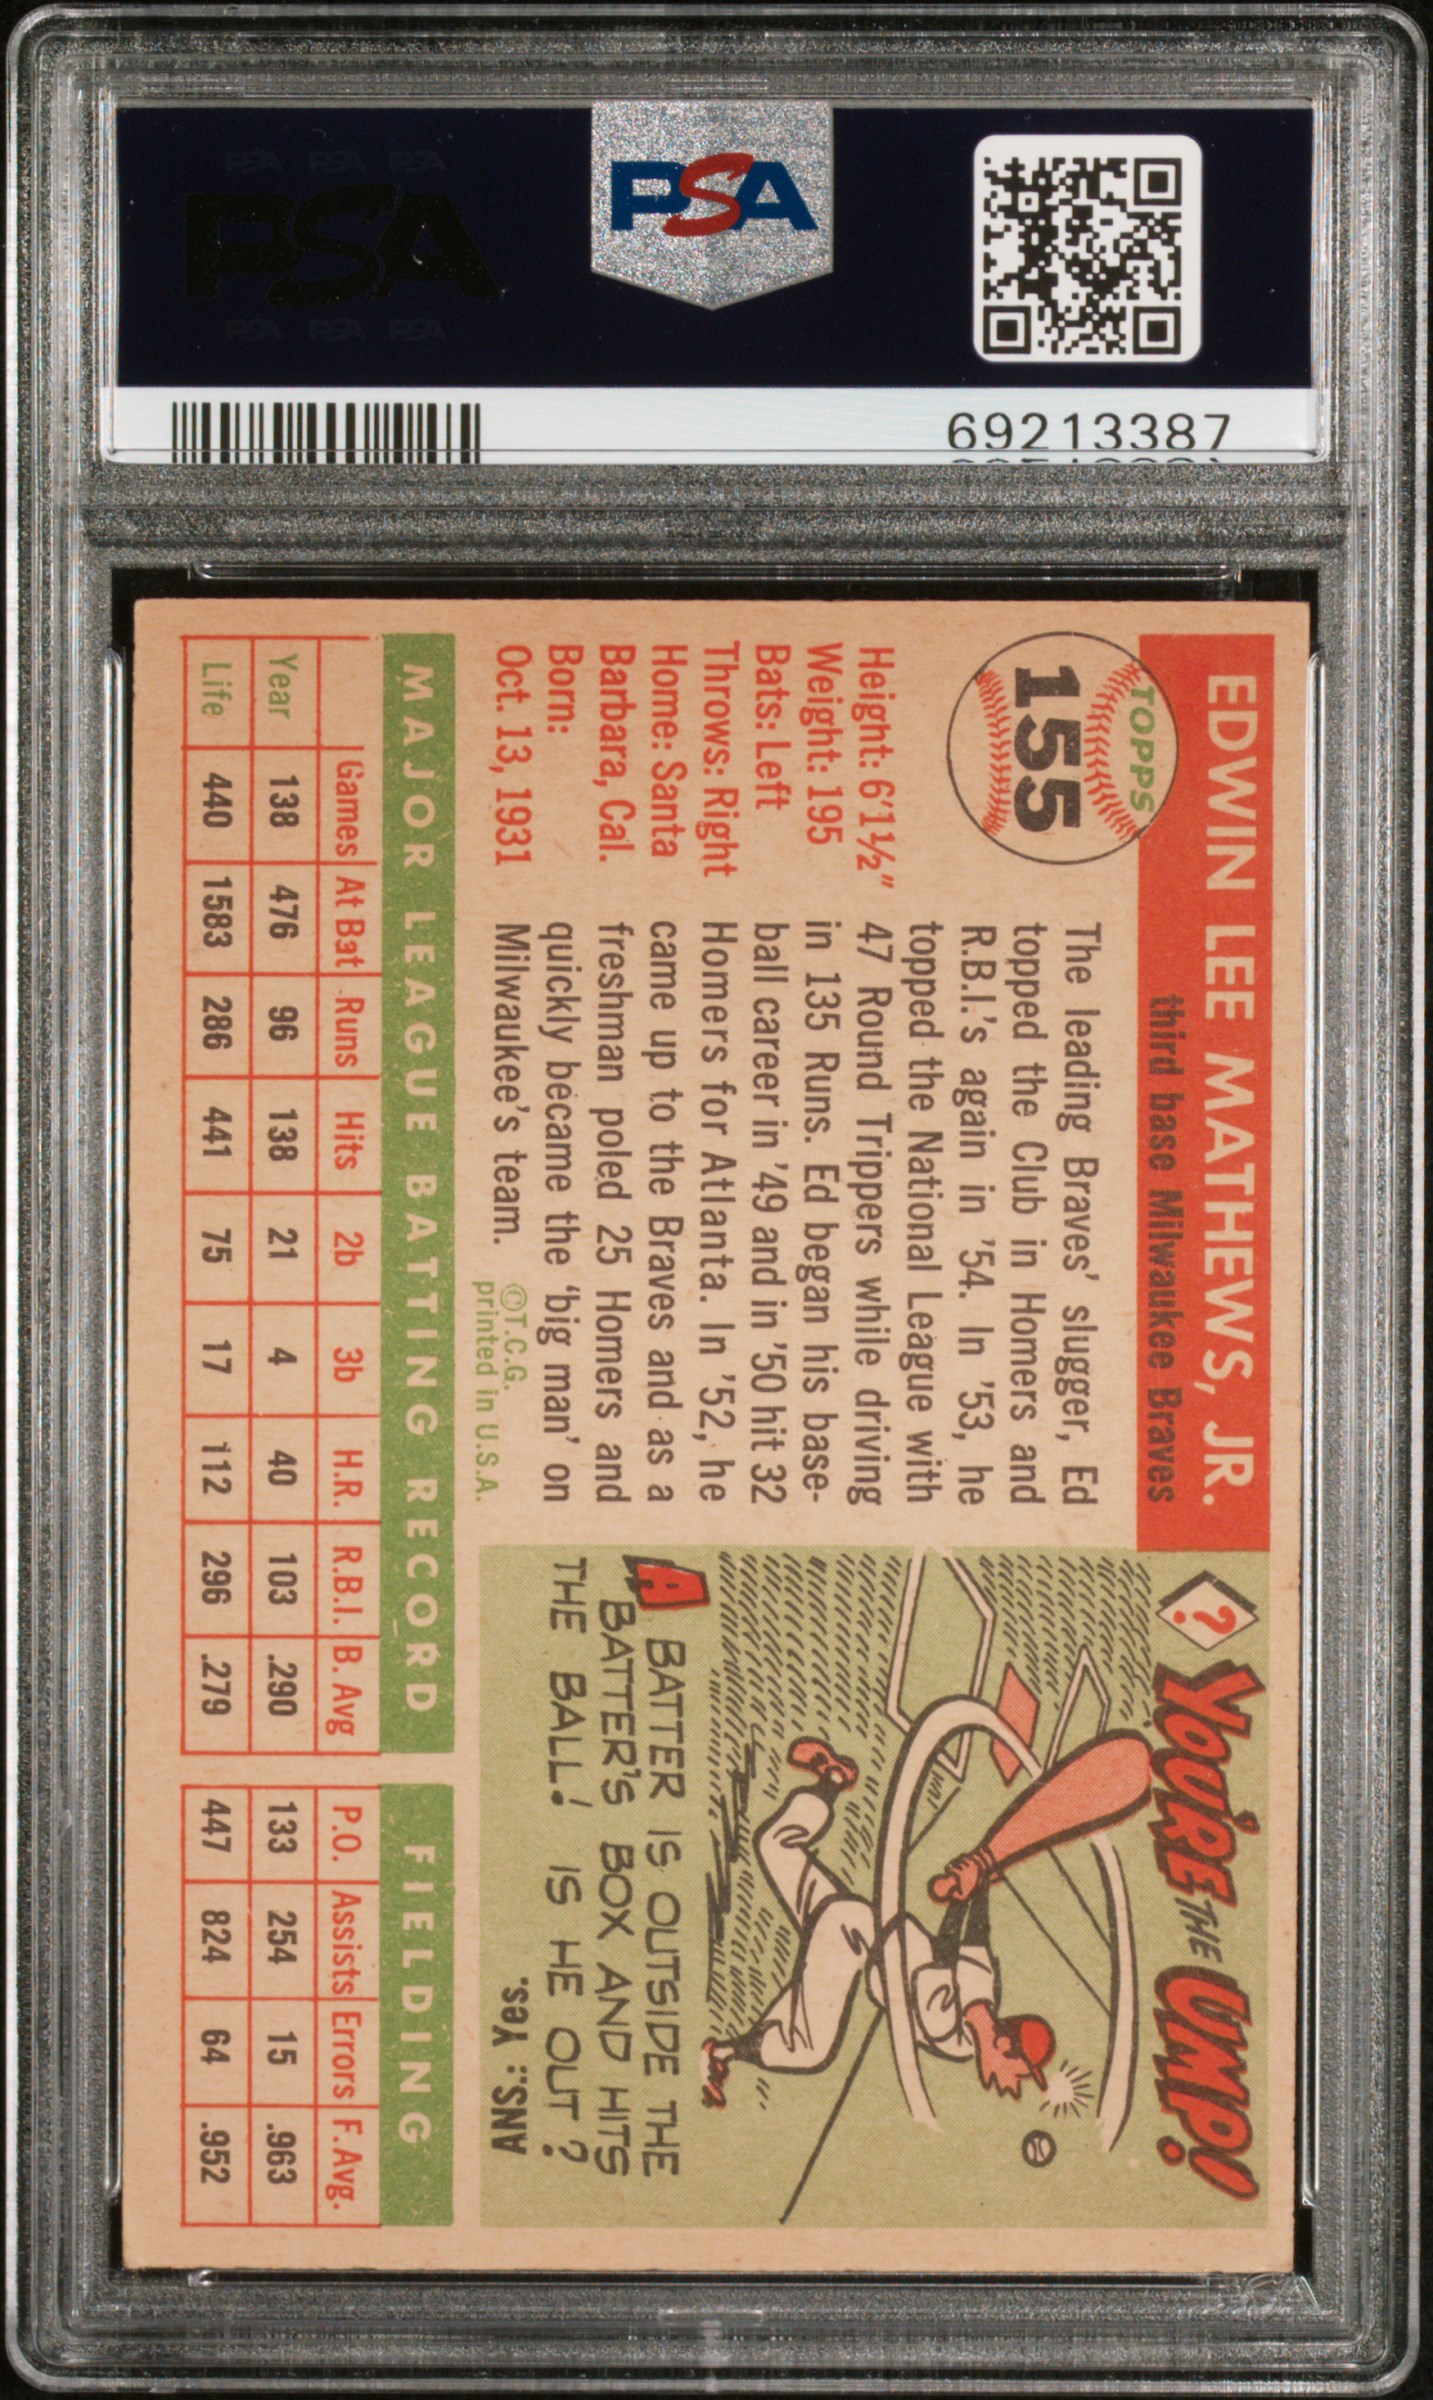 PSA PSA PSA
PSA
PSA PSA PSA
PSA
69213387
EDWIN LEE MATHEWS, JR.
third base Milwaukee Braves
TOPPS
155
Height: 6'1½"
Weight: 195
Bats: Left
Throws: Right
Home: Santa
Barbara, Cal.
Born:
Oct. 13, 1931
The leading Braves' slugger, Ed
topped the Club in Homers and
R.B.I.'s again in '54. In '53, he
topped the National League with
47 Round Trippers while driving
in 135 Runs. Ed began his base-
ball career in '49 and in '50 hit 32
Homers for Atlanta. In '52, he
came up to the Braves and as a
freshman poled 25 Homers and
quickly became the 'big man' on
Milwaukee's team.
©T.C.G.
printed in U.S.A.
? YOU'RE THE UMP!
A BATTER IS OUTSIDE THE
BATTER'S BOX AND HITS
THE BALL! IS HE OUT?
ANS: Yes.
MAJOR LEAGUE BATTING RECORD
Games At Bat Runs Hits 2b 3b H.R. R.B.I. B. Avg
Year 138 476 96 138 21 4 40 103 .290
Life 440 1583 286 441 75 17 112 296 .279
FIELDING
P.O. Assists Errors F. Avg.
133 254 15 .963
447 824 64 .952
PSA